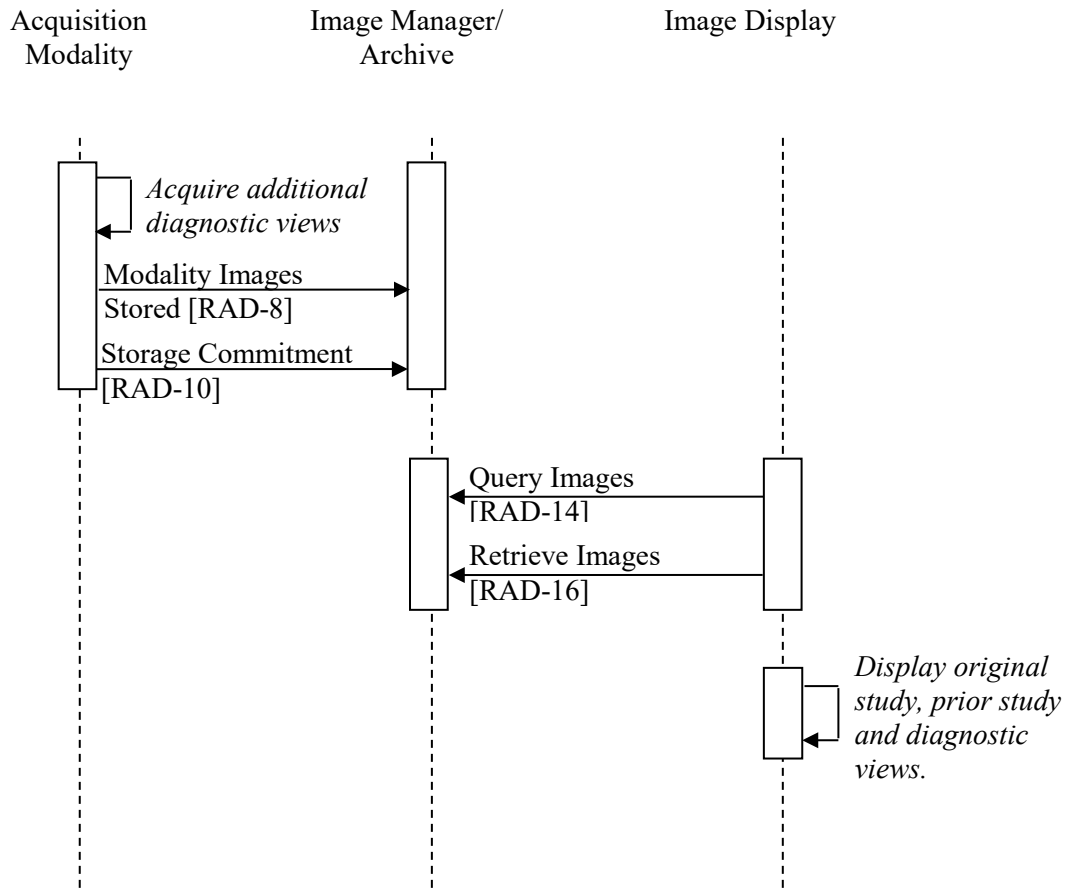 Acquisition
Modality
Image Manager/
Archive
Image Display
Acquire additional
diagnostic views
Modality Images
Stored [RAD-8]
Storage Commitment
[RAD-10]
Query Images
[RAD-14]
Retrieve Images
[RAD-16]
Display original
study, prior study
and diagnostic
views.